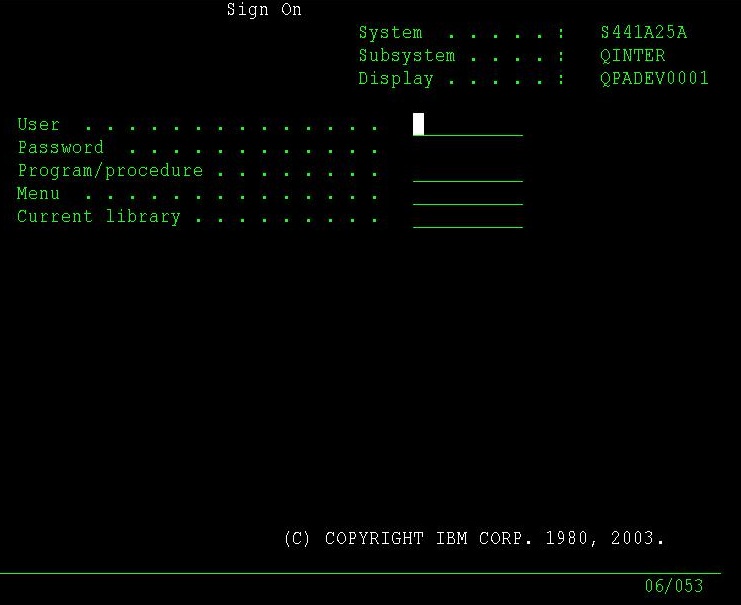 Sign On
System . . . . . : S441A25A
Subsystem . . . . : QINTER
Display . . . . . : QPADEV0001
User . . . . . . . . . . . . . .
Password . . . . . . . . . . . .
Program/procedure . . . . . . . .
Menu . . . . . . . . . . . . . .
Current library . . . . . . . . .
(C) COPYRIGHT IBM CORP. 1980, 2003.
06/053